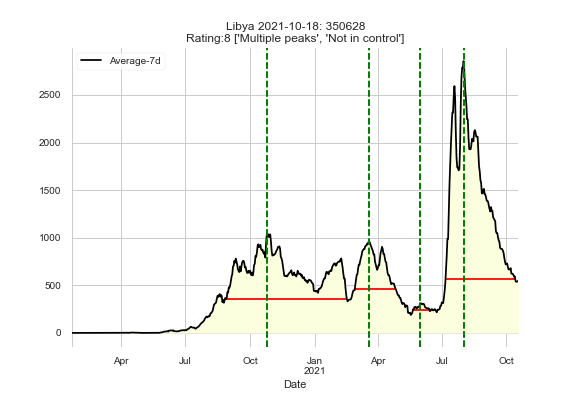 Libya 2021-10-18: 350628
Rating:8 ['Multiple peaks', 'Not in control']
Average-7d
2500
2000
1500
1000
500
0
Apr
Jul
Oct
Jan
2021
Apr
Jul
Oct
Date